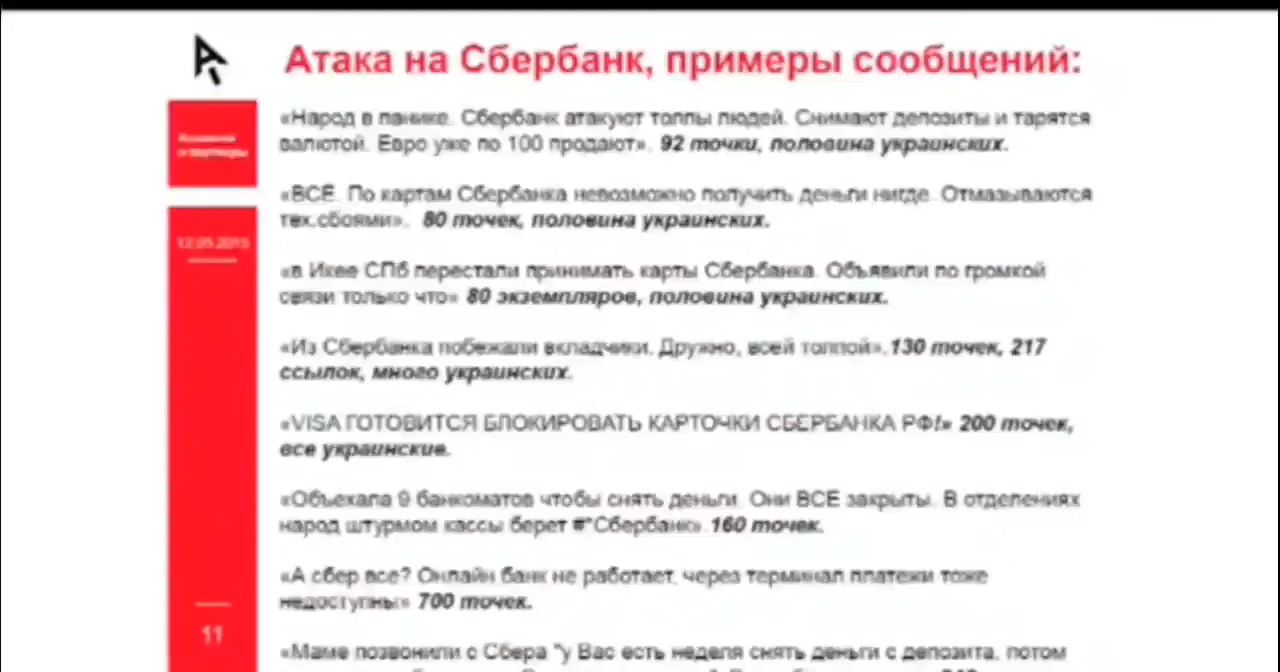 Атака на Сбербанк, примеры сообщений:
«Народ в панике. Сбербанк атакуют толпы людей. Снимают депозиты и тарятся
валютой. Евро уже по 100 продают». 92 точки, половина украинских.
«ВСЁ. По картам Сбербанка невозможно получить деньги нигде. Отмазываются
тех.сбоями». 80 точек, половина украинских.
«в Икее СПб перестали принимать карты Сбербанка. Объявили по громкой
связи только что» 80 экземпляров, половина украинских.
«Из Сбербанка побежали вкладчики. Дружно, всей толпой». 130 точек, 217
ссылок, много украинских.
«VISA ГОТОВИТСЯ БЛОКИРОВАТЬ КАРТОЧКИ СБЕРБАНКА РФ!» 200 точек,
все украинские.
«Объехала 9 банкоматов чтобы снять деньги. Они ВСЕ закрыты. В отделениях
народ штурмом кассы берет #"Сбербанк». 160 точек.
«А сбер все? Онлайн банк не работает, через терминал платежи тоже
недоступны» 700 точек.
«Маме позвонили с Сбера "у Вас есть неделя снять деньги с депозита, потом
Ашманов
и партнеры
12.05.2015
11